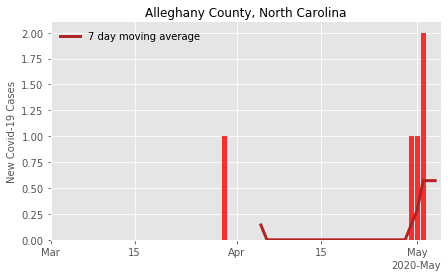 Alleghany County, North Carolina
7 day moving average
New Covid-19 Cases
2.00
1.75
1.50
1.25
1.00
0.75
0.50
0.25
0.00
Mar 15 Apr 15 May
2020-May